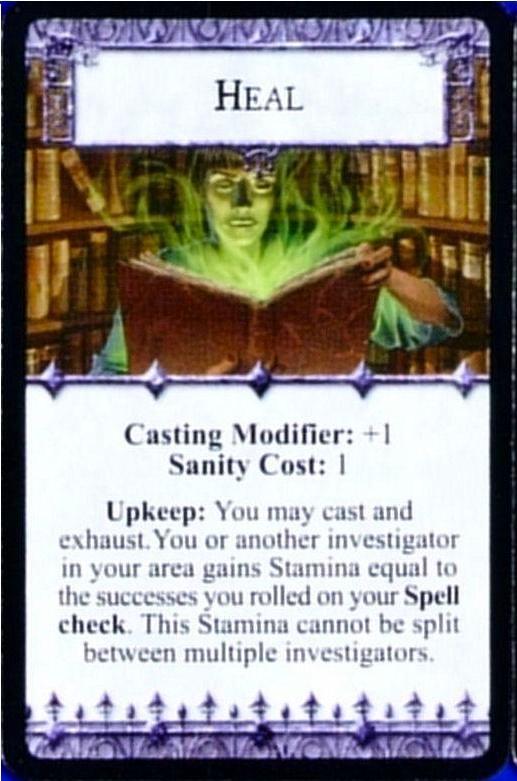 HEAL
Casting Modifier: +1
Sanity Cost: 1
Upkeep: You may cast and
exhaust. You or another investigator
in your area gains Stamina equal to
the successes you rolled on your Spell
check. This Stamina cannot be split
between multiple investigators.